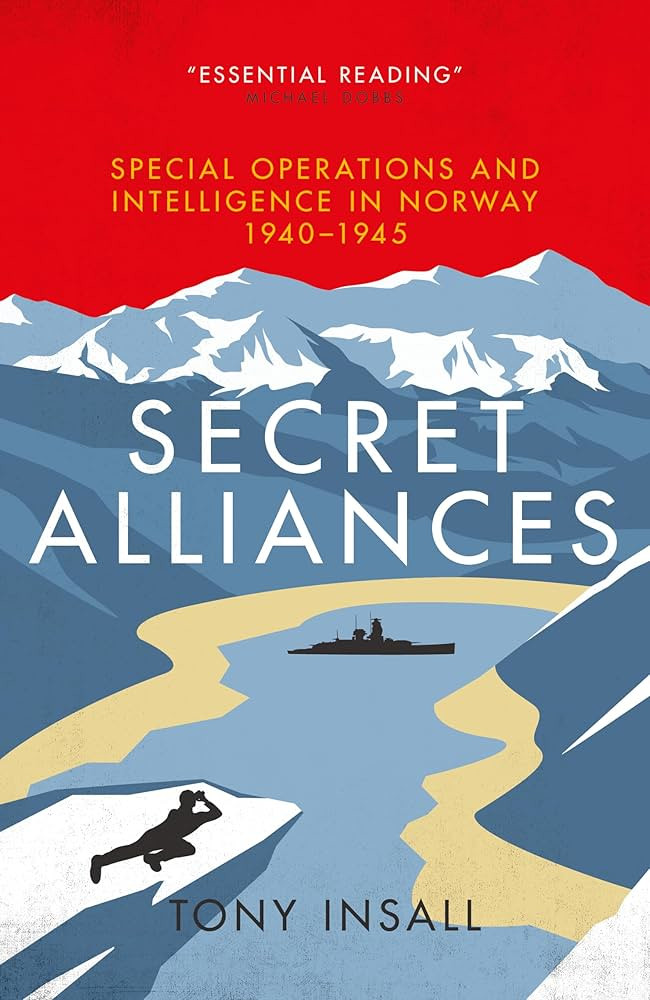 “ESSENTIAL READING”
MICHAEL DOBBS
SPECIAL OPERATIONS AND
INTELLIGENCE IN NORWAY
1940–1945
SECRET
ALLIANCES
TONY INSALL